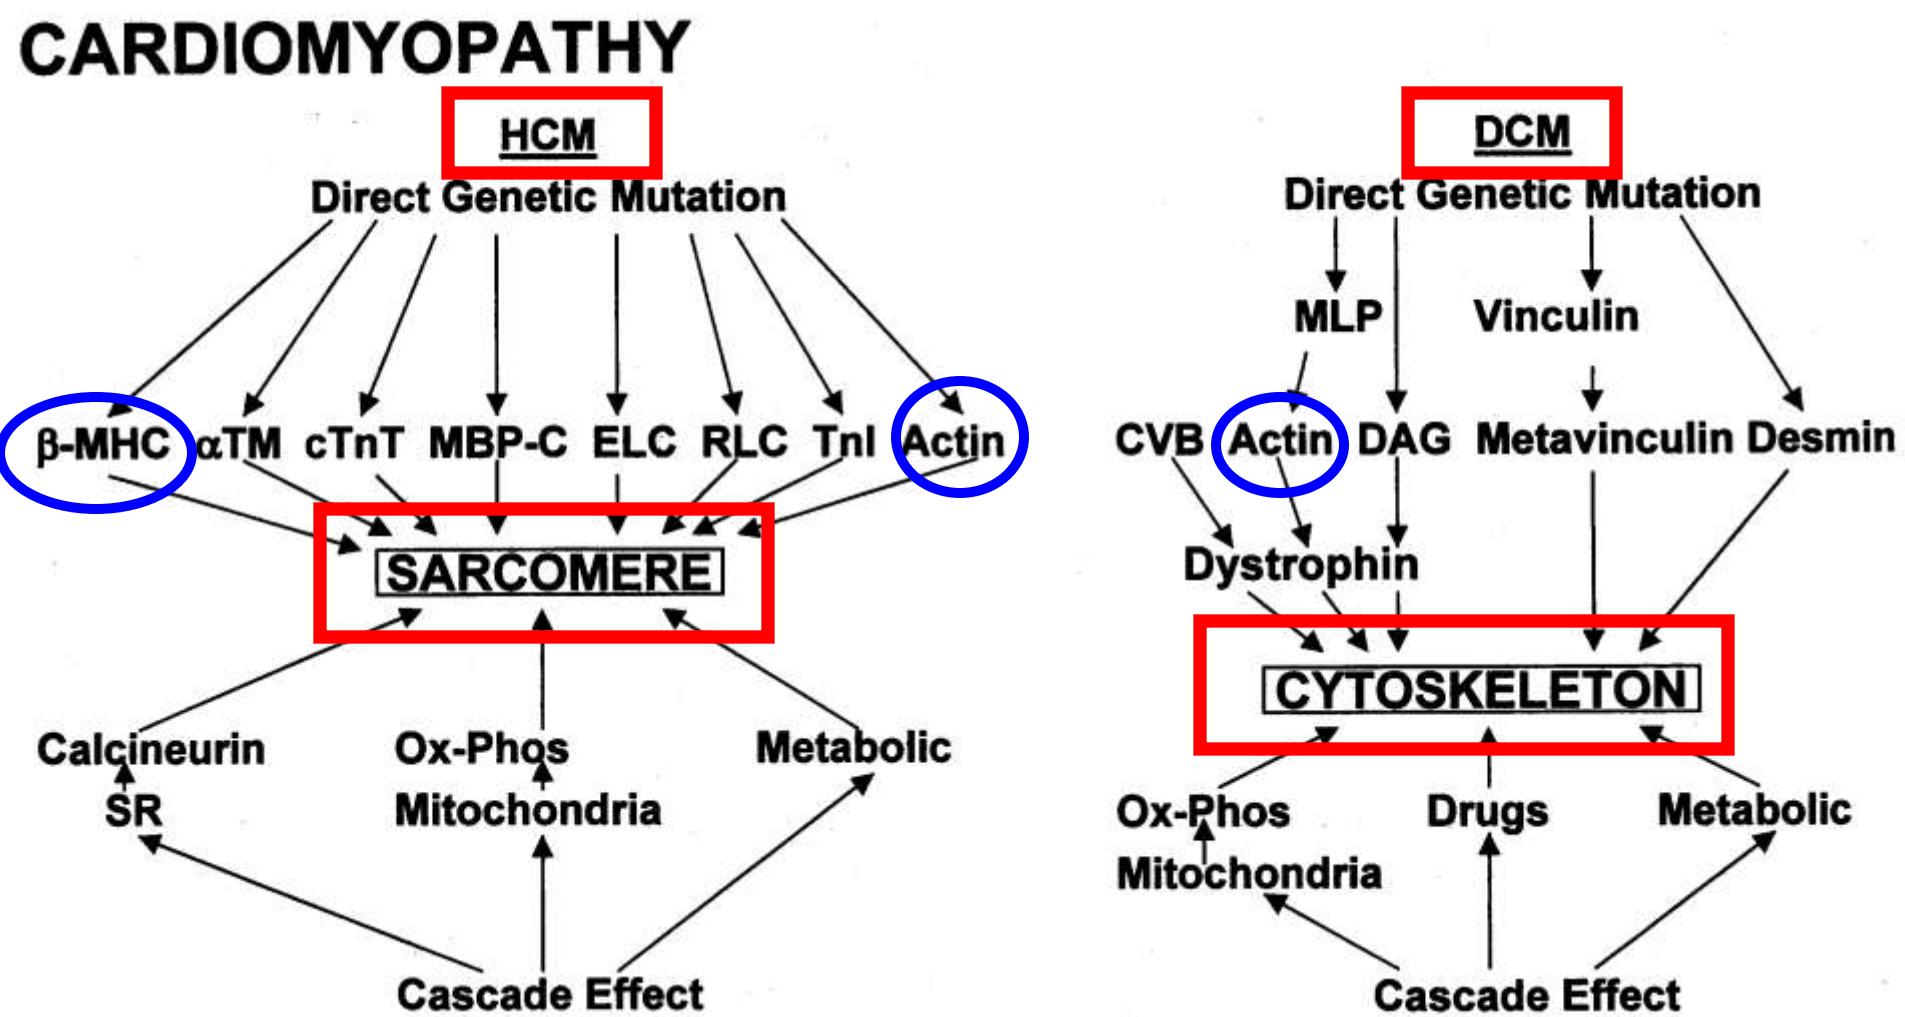 CARDIOMYOPATHY
HCM
Direct Genetic Mutation
β-MHC αTM cTnT MBP-C ELC RLC TnI Actin
SARCOMERE
Calcineurin Ox-Phos Metabolic
SR Mitochondria
Cascade Effect
DCM
Direct Genetic Mutation
MLP Vinculin
CVB Actin DAG Metavinculin Desmin
Dystrophin
CYTOSKELETON
Ox-Phos Drugs Metabolic
Mitochondria
Cascade Effect